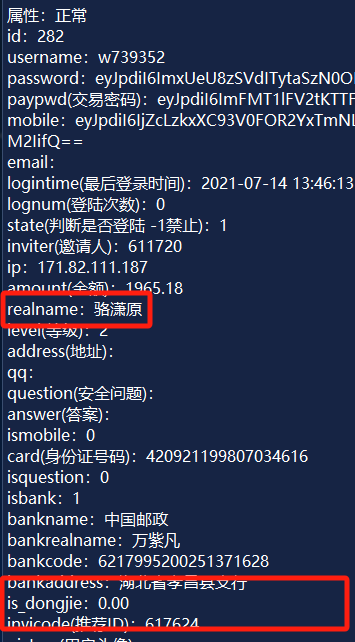 属性：正常
id：282
username：w739352
password：eyJpdiI6ImxUeU8zSVdITytaSzN0O
paypwd(交易密码)：eyJpdiI6ImFMT1lFV2tKTTF
mobile：eyJpdiI6IjZcLzkxXC93V0FOR2YxTmNL
M2IifQ==
email：
logintime(最后登录时间)：2021-07-14 13:46:13
lognum(登陆次数)：0
state(判断是否登陆 -1禁止)：1
inviter(邀请人)：611720
ip：171.82.111.187
amount(余额)：1965.18
realname：骆潇原
level(等级)：2
address(地址)：
qq：
question(安全问题)：
answer(答案)：
ismobile：0
card(身份证号码)：420921199807034616
isquestion：0
isbank：1
bankname：中国邮政
bankrealname：万紫凡
bankcode：6217995200251371628
bankaddress：湖北省孝昌县支行
is_dongjie：0.00
invicode(推荐ID)：617624